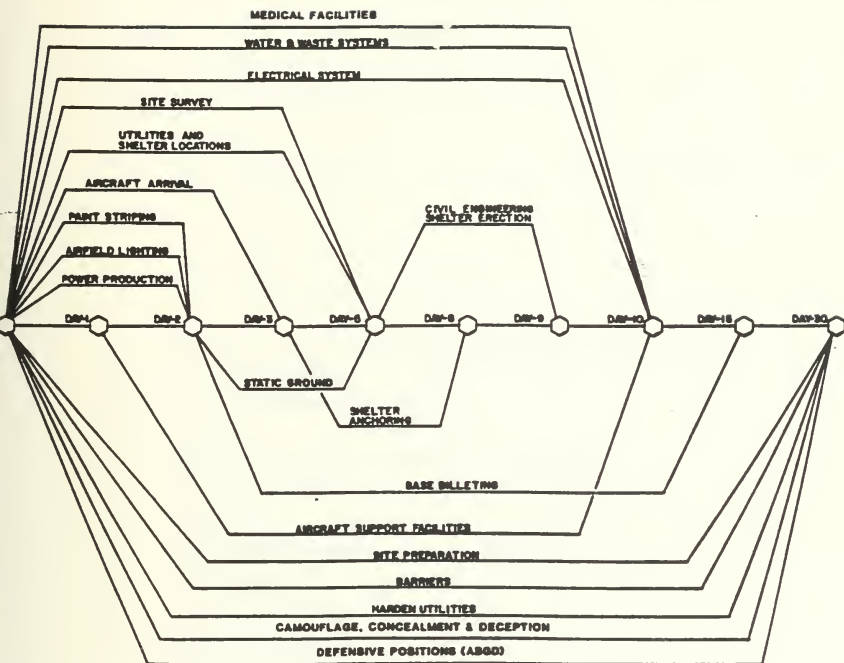 MEDICAL FACILITIES
WATER & WASTE SYSTEMS
ELECTRICAL SYSTEM
SITE SURVEY
UTILITIES AND
SHELTER LOCATIONS
AIRCRAFT ARRIVAL
PAINT STRIPING
AIRFIELD LIGHTING
POWER PRODUCTION
CIVIL ENGINEERING
SHELTER ERECTION
DAY-1 DAY-2 DAY-3 DAY-5 DAY-8 DAY-9 DAY-10 DAY-15 DAY-30
STATIC GROUND
SHELTER
ANCHORING
BASE BILLETING
AIRCRAFT SUPPORT FACILITIES
SITE PREPARATION
BARRIERS
HARDEN UTILITIES
CAMOUFLAGE, CONCEALMENT & DECEPTION
DEFENSIVE POSITIONS (ABGD)